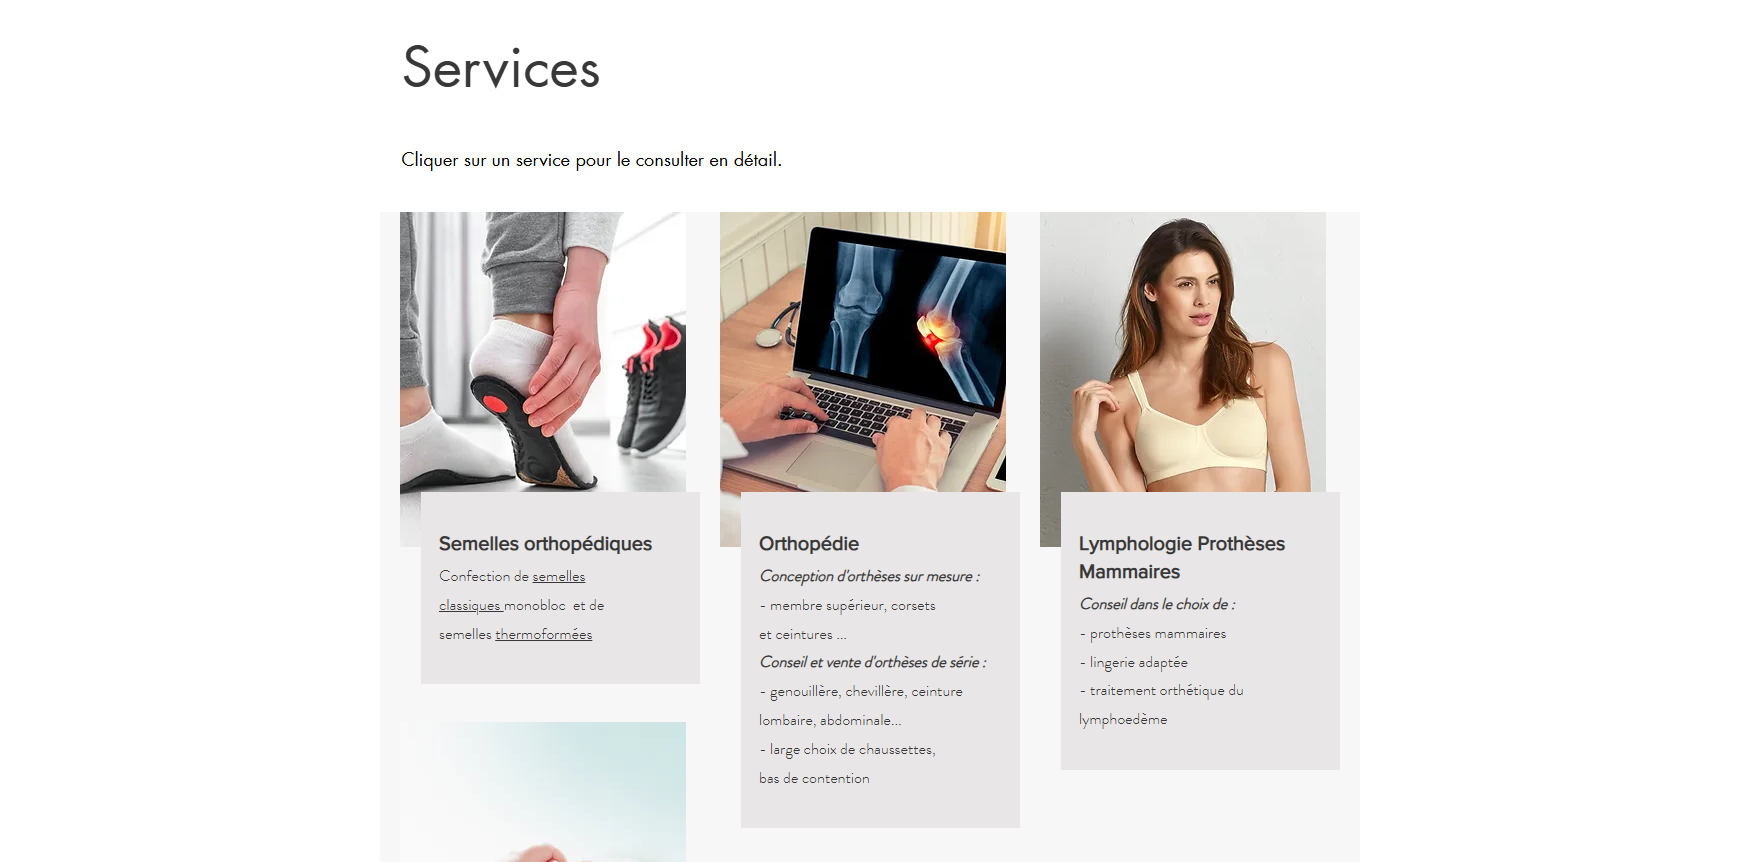 Services
Cliquer sur un service pour le consulter en détail.
Semelles orthopédiques
Confection de semelles
classiques monobloc  et de
semelles thermoformées
Orthopédie
Conception d'orthèses sur mesure :
- membre supérieur, corsets
et ceintures ...
Conseil et vente d'orthèses de série :
- genouillère, chevillère, ceinture
lombaire, abdominale...
- large choix de chaussettes,
bas de contention
Lymphologie Prothèses
Mammaires
Conseil dans le choix de :
- prothèses mammaires
- lingerie adaptée
- traitement orthétique du
lymphoedème